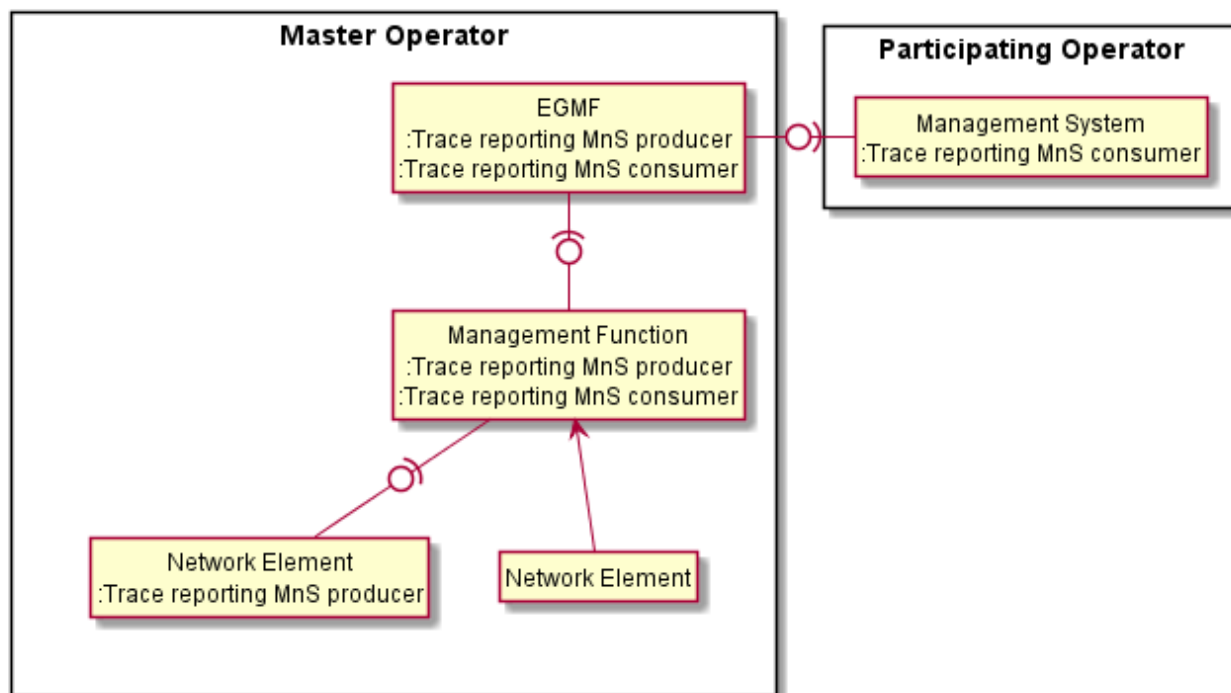 Master Operator
EGMF
:Trace reporting MnS producer
:Trace reporting MnS consumer
Participating Operator
Management System
:Trace reporting MnS consumer
Management Function
:Trace reporting MnS producer
:Trace reporting MnS consumer
Network Element
:Trace reporting MnS producer
Network Element